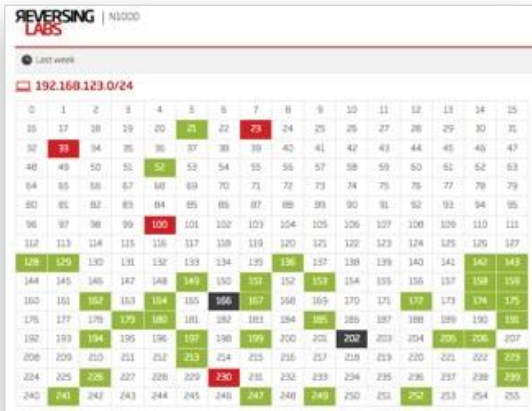 REVERSING
LABS
N1000
Last week
192.168.123.0/24
0 1 2 3 4 5 6 7 8 9 10 11 12 13 14 15
16 17 18 19 20 21 22 23 24 25 26 27 28 29 30 31
32 33 34 35 36 37 38 39 40 41 42 43 44 45 46 47
48 49 50 51 52 53 54 55 56 57 58 59 60 61 62 63
64 65 66 67 68 69 70 71 72 73 74 75 76 77 78 79
80 81 82 83 84 85 86 87 88 89 90 91 92 93 94 95
96 97 98 99 100 101 102 103 104 105 106 107 108 109 110 111
112 113 114 115 116 117 118 119 120 121 122 123 124 125 126 127
128 129 130 131 132 133 134 135 136 137 138 139 140 141 142 143
144 145 146 147 148 149 150 151 152 153 154 155 156 157 158 159
160 161 162 163 164 165 166 167 168 169 170 171 172 173 174 175
176 177 178 179 180 181 182 183 184 185 186 187 188 189 190 191
192 193 194 195 196 197 198 199 200 201 202 203 204 205 206 207
208 209 210 211 212 213 214 215 216 217 218 219 220 221 222 223
224 225 226 227 228 229 230 231 232 233 234 235 236 237 238 239
240 241 242 243 244 245 246 247 248 249 250 251 252 253 254 255